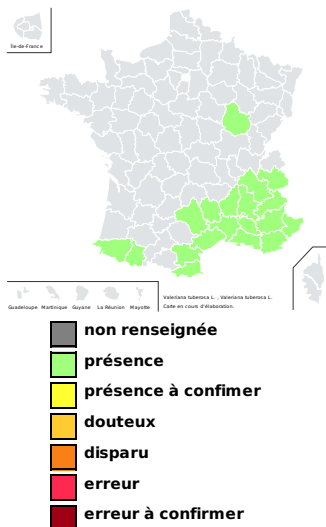 Île-de-France
Guadeloupe Martinique Guyane La Réunion Mayotte
Valeriana tuberosa L. , Valeriana tuberosa L.
Carte en cours d'élaboration.
non renseignée
présence
présence à confimer
douteux
disparu
erreur
erreur à confirmer